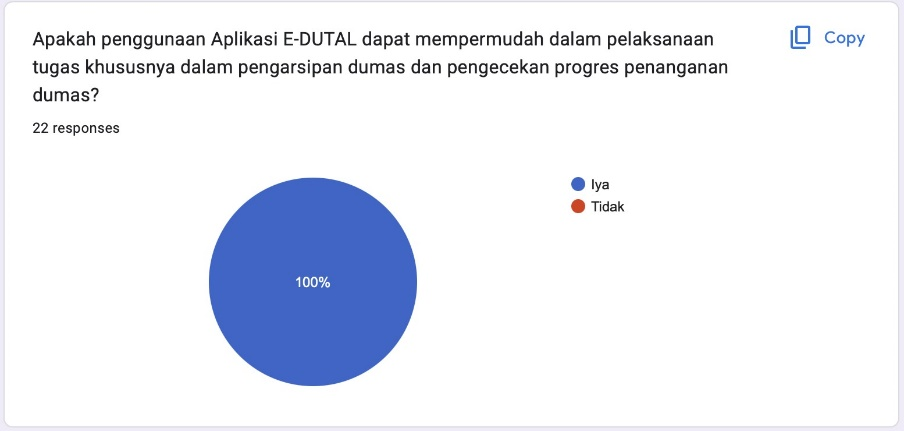 Apakah penggunaan Aplikasi E-DUTAL dapat mempermudah dalam pelaksanaan
tugas khususnya dalam pengarsipan dumas dan pengecekan progres penanganan
dumas?
Copy
22 responses
Iya
Tidak
100%